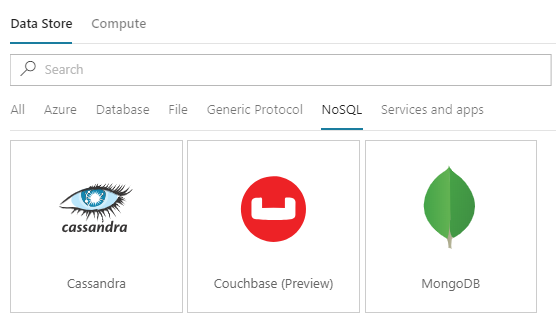 Data Store Compute
Search
All Azure Database File Generic Protocol NoSQL Services and apps
cassandra
Cassandra Couchbase (Preview) MongoDB